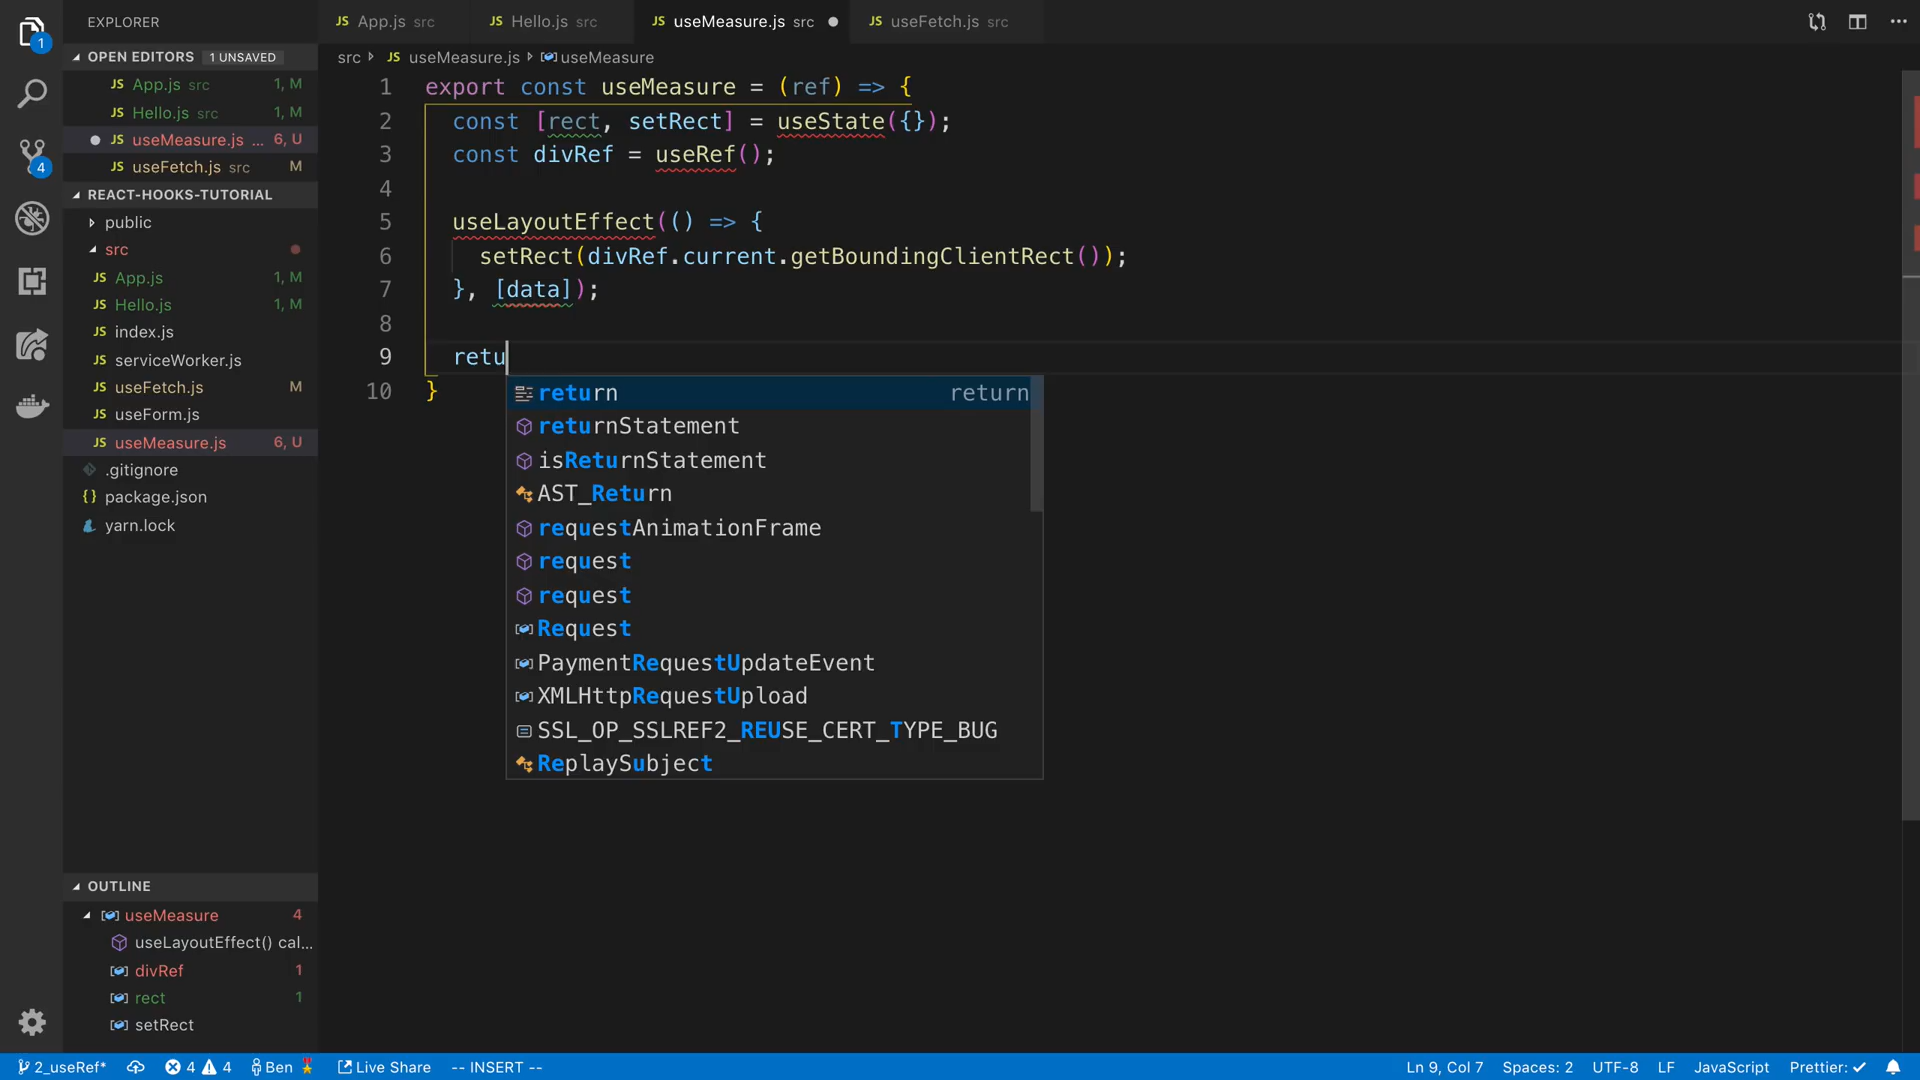 EXPLORER
OPEN EDITORS 1 UNSAVED
JS App.js src 1, M
JS Hello.js src 1, M
JS useMeasure.js ... 6, U
JS useFetch.js src M
REACT-HOOKS-TUTORIAL
public
src
JS App.js 1, M
JS Hello.js 1, M
JS index.js
JS serviceWorker.js
JS useFetch.js M
JS useForm.js
JS useMeasure.js 6, U
.gitignore
{} package.json
yarn.lock
OUTLINE
useMeasure 4
useLayoutEffect() cal...
divRef 1
rect 1
setRect
1
4
JS App.js src
JS Hello.js src
JS useMeasure.js src
JS useFetch.js src
src JS useMeasure.js useMeasure
1 export const useMeasure = (ref) => {
2 const [rect, setRect] = useState({});
3 const divRef = useRef();
4
5 useLayoutEffect(() => {
6 setRect(divRef.current.getBoundingClientRect());
7 }, [data]);
8
9 retu
10 }
return return
returnStatement
isReturnStatement
AST_Return
requestAnimationFrame
request
request
Request
PaymentRequestUpdateEvent
XMLHttpRequestUpload
SSL_OP_SSLREF2_REUSE_CERT_TYPE_BUG
ReplaySubject
2_useRef* 4 4 Ben Live Share -- INSERT -- Ln 9, Col 7 Spaces: 2 UTF-8 LF JavaScript Prettier: ✓